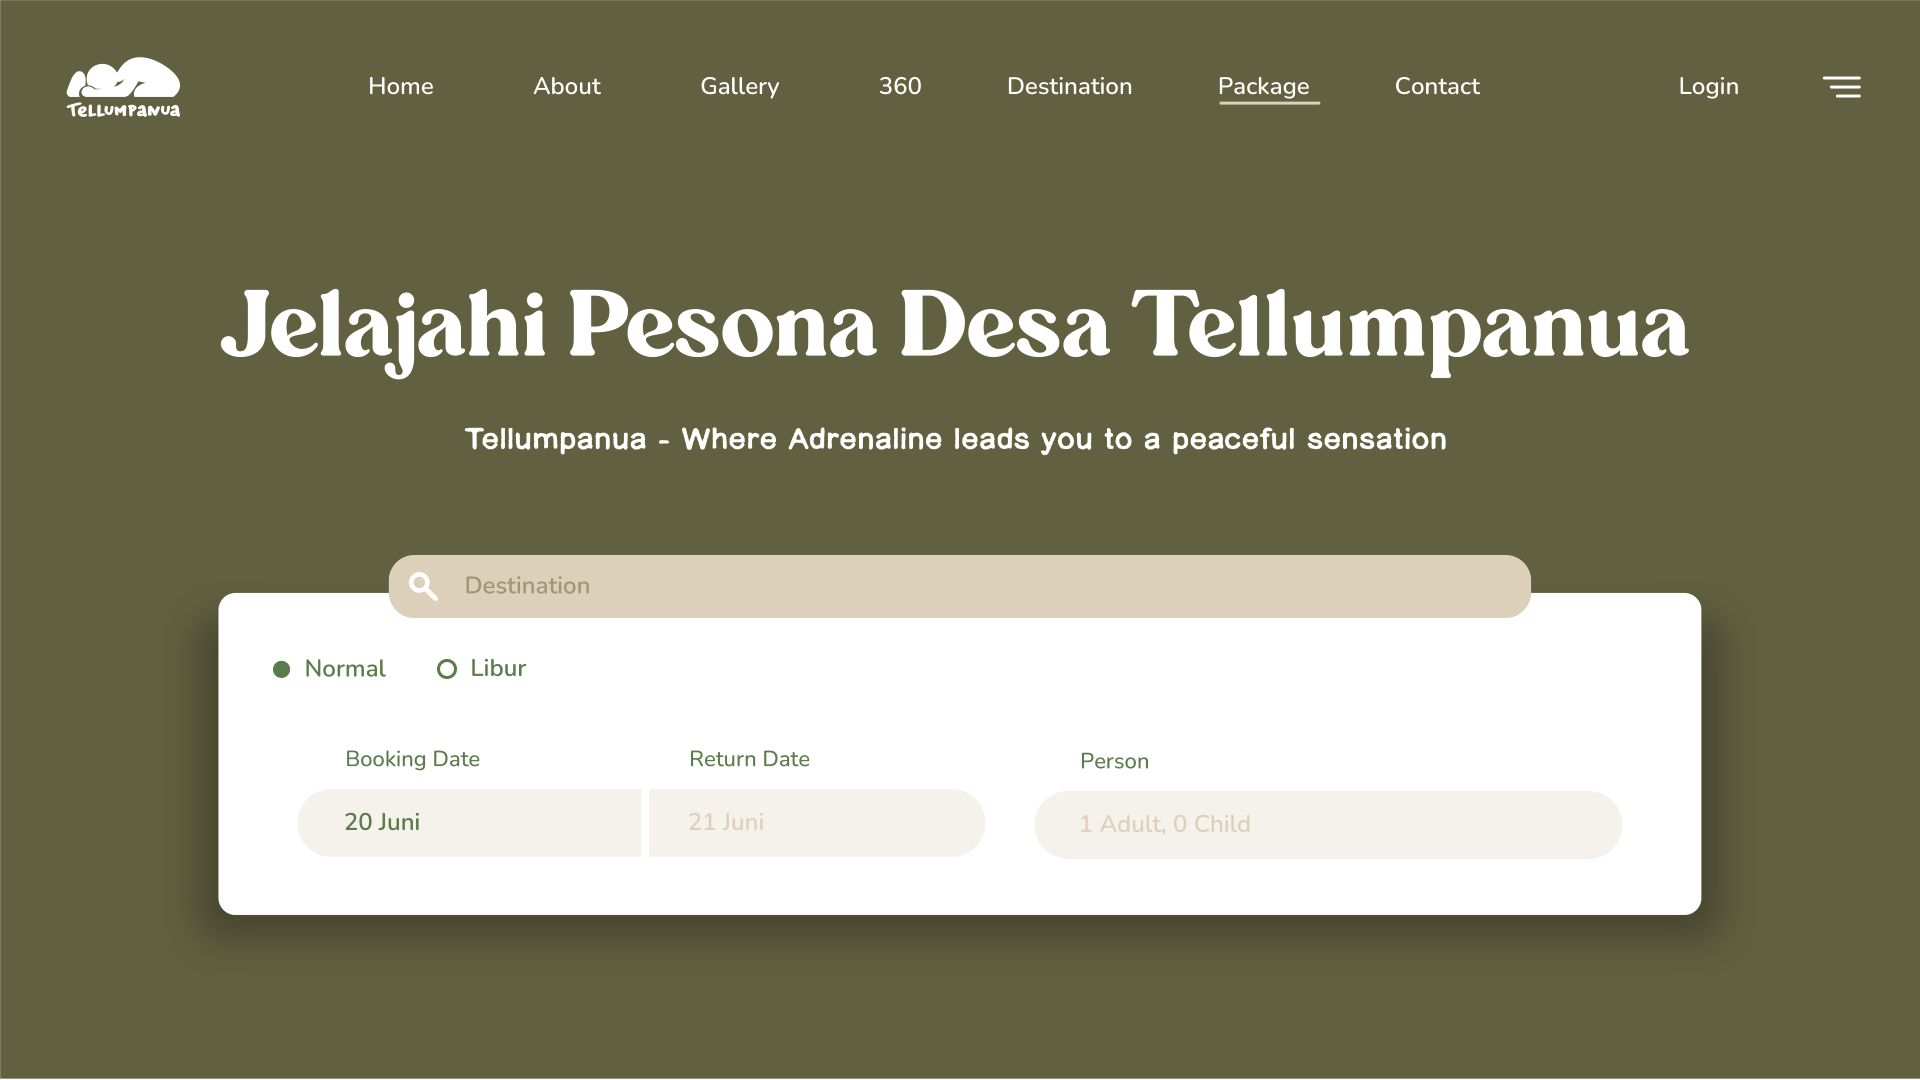 TELLUMPANUA
Home About Gallery 360 Destination Package Contact Login
Jelajahi Pesona Desa Tellumpanua
Tellumpanua - Where Adrenaline leads you to a peaceful sensation
Destination
Normal Libur
Booking Date Return Date Person
20 Juni 21 Juni 1 Adult, 0 Child